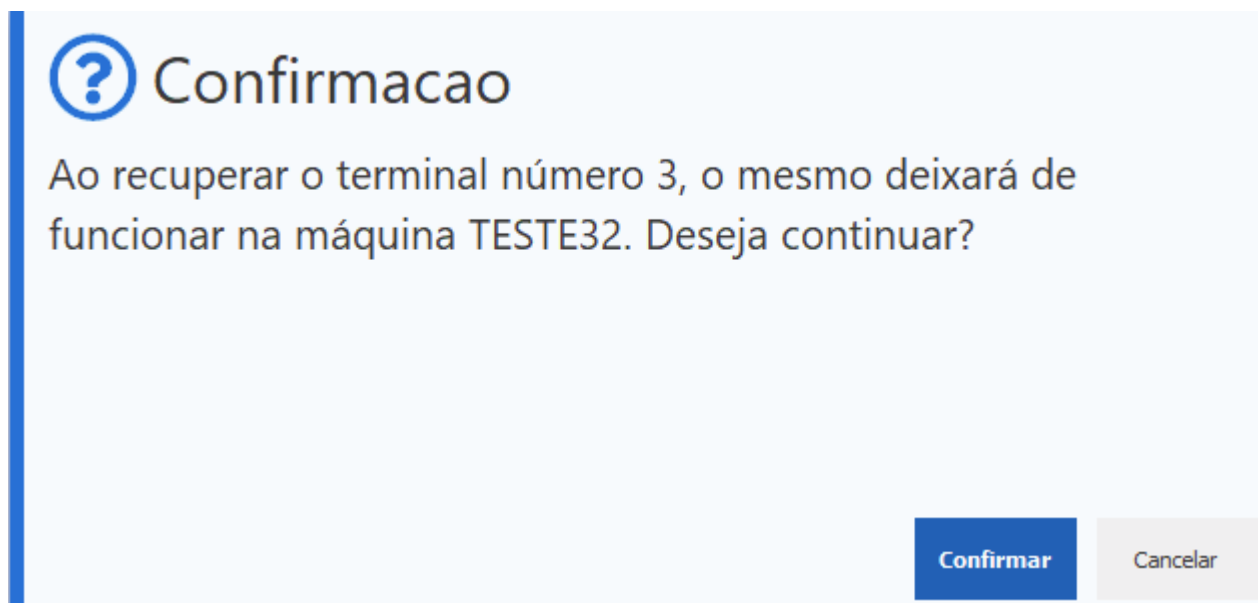 Confirmacao
Ao recuperar o terminal número 3, o mesmo deixará de
funcionar na máquina TESTE32. Deseja continuar?
Confirmar
Cancelar